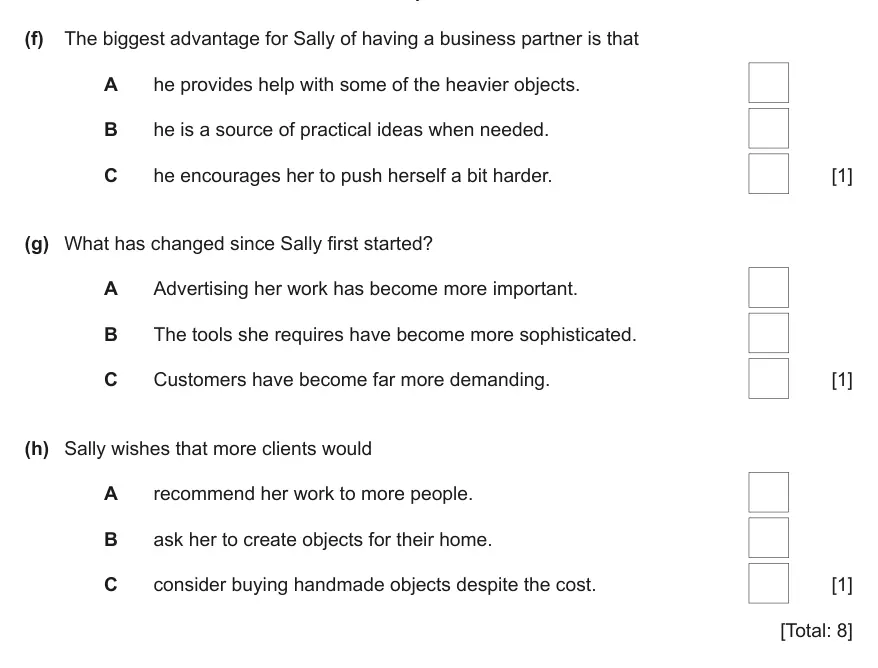 (f) The biggest advantage for Sally of having a business partner is that
A he provides help with some of the heavier objects.
B he is a source of practical ideas when needed.
C he encourages her to push herself a bit harder. [1]
(g) What has changed since Sally first started?
A Advertising her work has become more important.
B The tools she requires have become more sophisticated.
C Customers have become far more demanding. [1]
(h) Sally wishes that more clients would
A recommend her work to more people.
B ask her to create objects for their home.
C consider buying handmade objects despite the cost. [1]
[Total: 8]